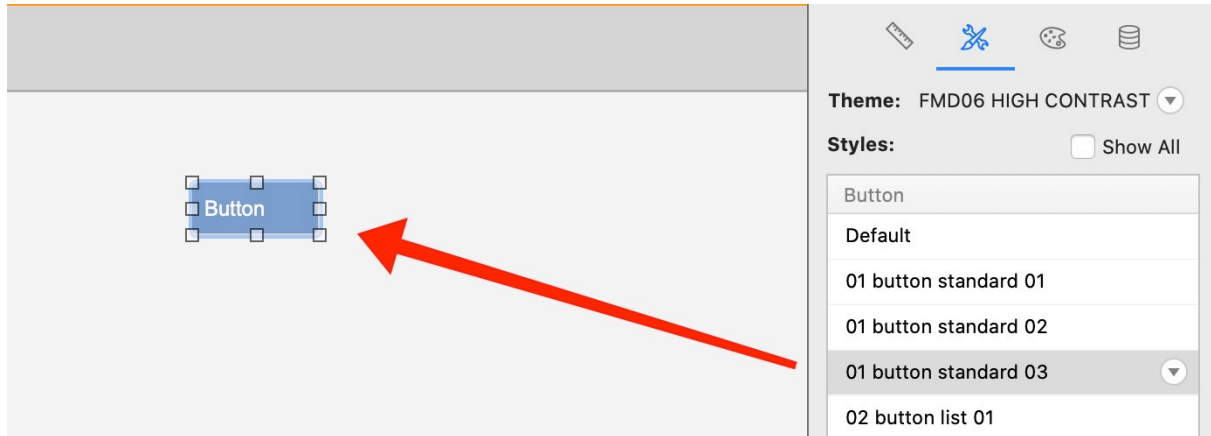 Theme: FMD06 HIGH CONTRAST
Styles: Show All
Button
Button
Default
01 button standard 01
01 button standard 02
01 button standard 03
02 button list 01